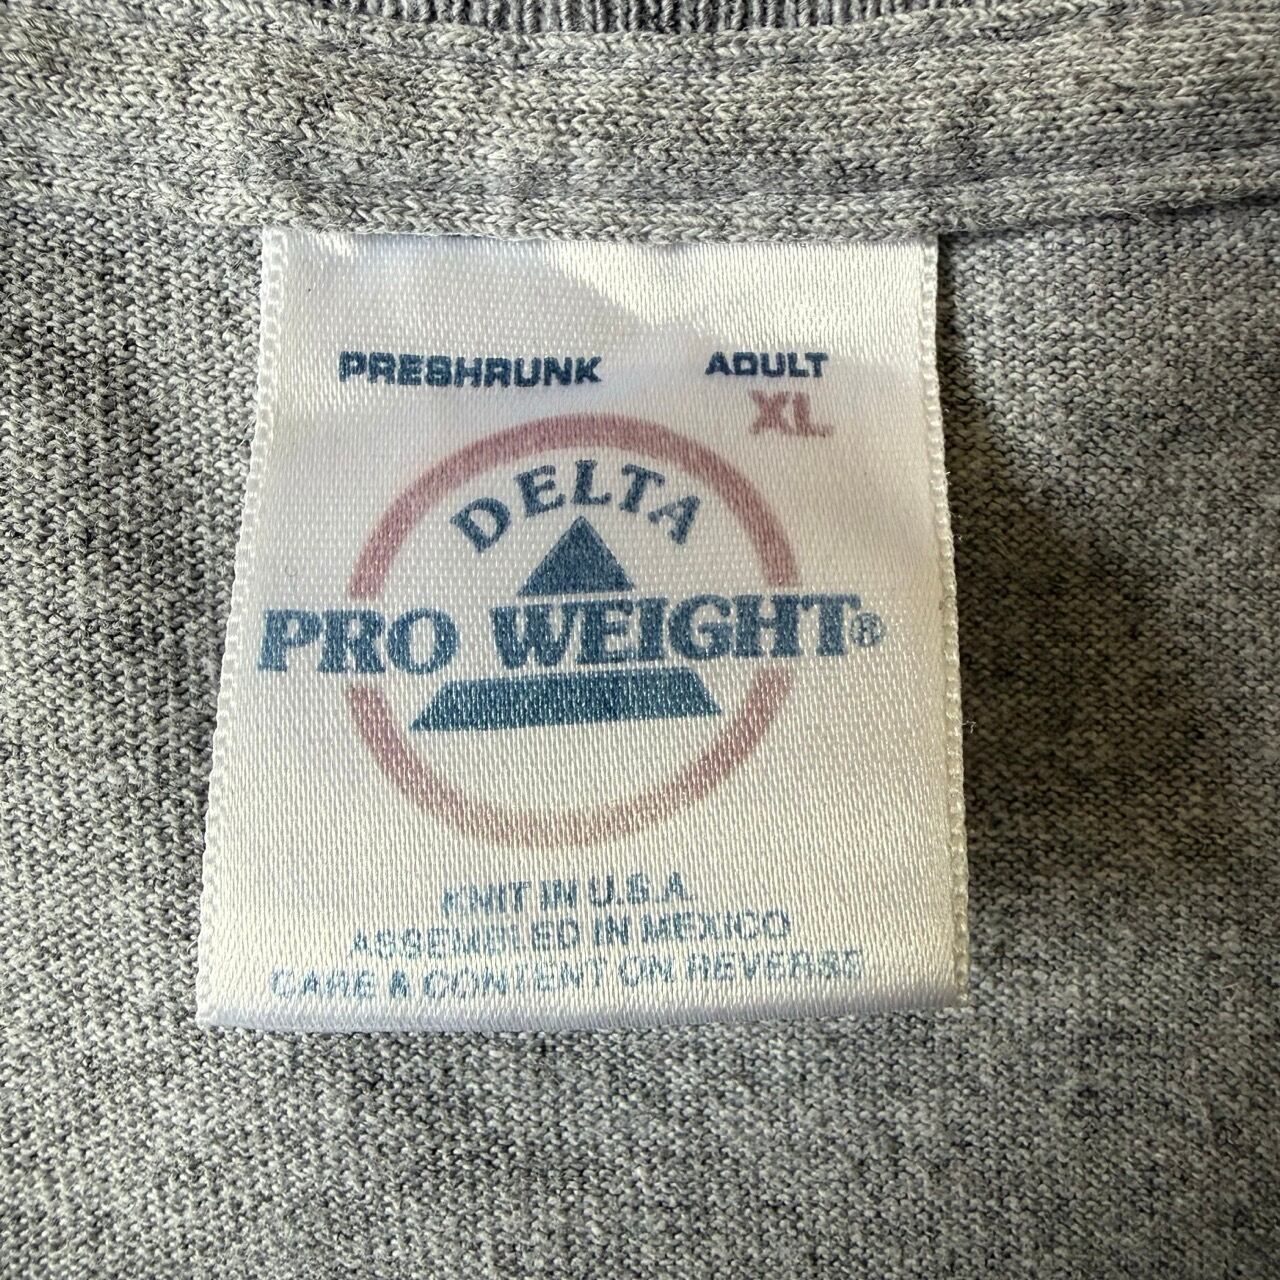 PRESHRUNK ADULT
XL
DELTA
PRO WEIGHT®
KNIT IN U.S.A.
ASSEMBLED IN MEXICO
CARE & CONTENT ON REVERSE